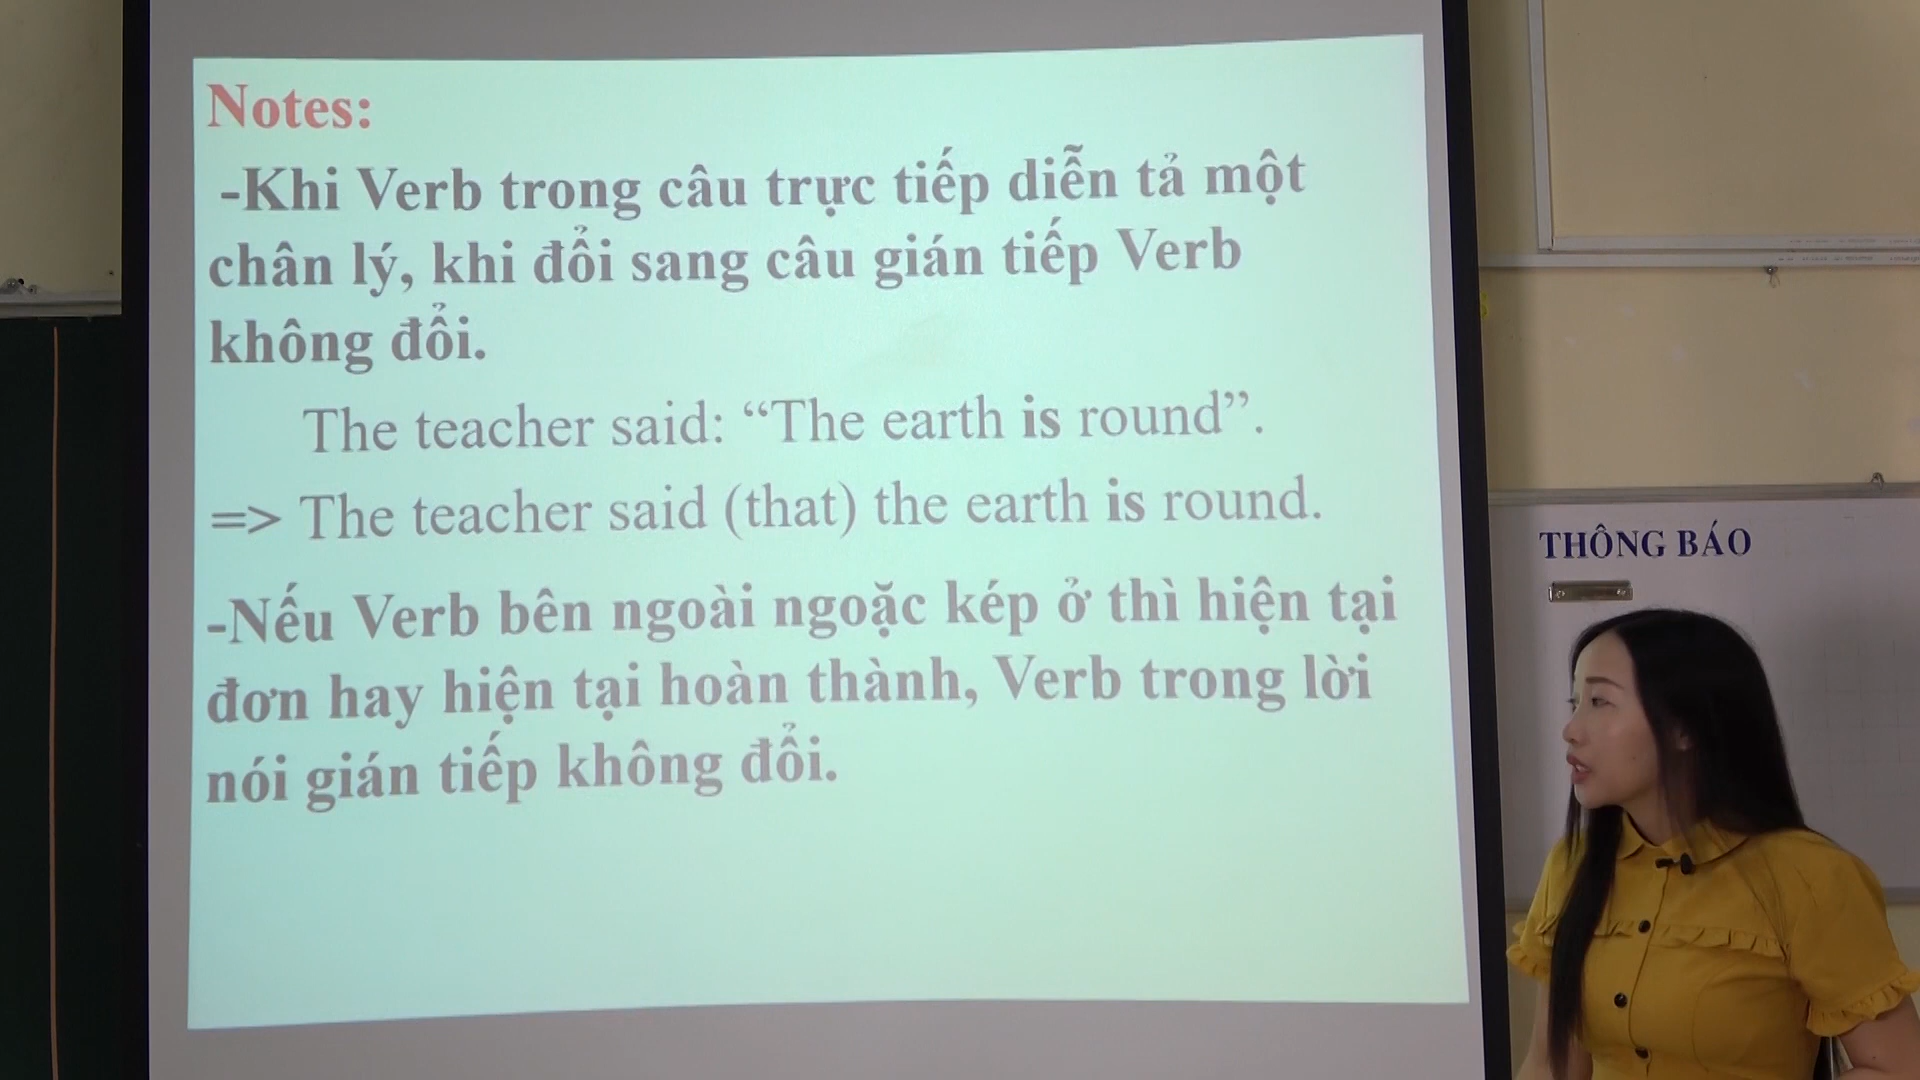 Notes:
-Khi Verb trong câu trực tiếp diễn tả một
chân lý, khi đổi sang câu gián tiếp Verb
không đổi.
The teacher said: “The earth is round”.
=> The teacher said (that) the earth is round.
-Nếu Verb bên ngoài ngoặc kép ở thì hiện tại
đơn hay hiện tại hoàn thành, Verb trong lời
nói gián tiếp không đổi.
THÔNG BÁO